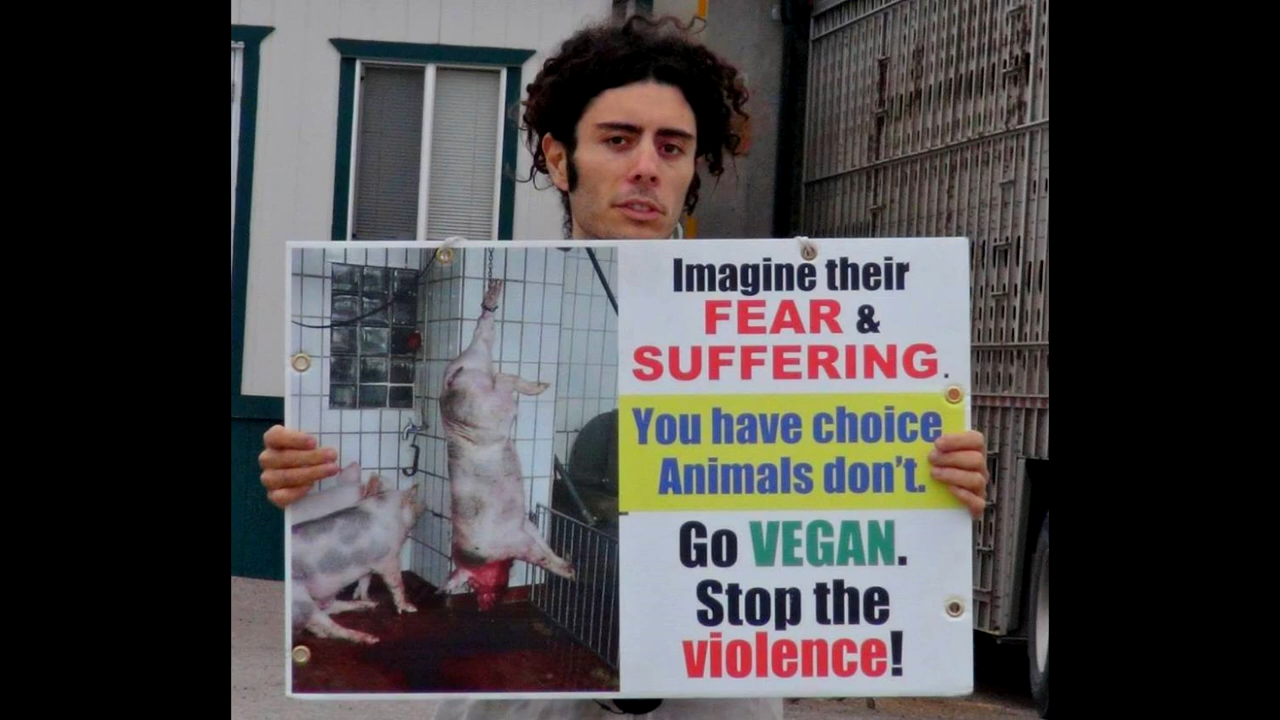 Imagine their
FEAR &
SUFFERING.
You have choice
Animals don't.
Go VEGAN.
Stop the
violence!